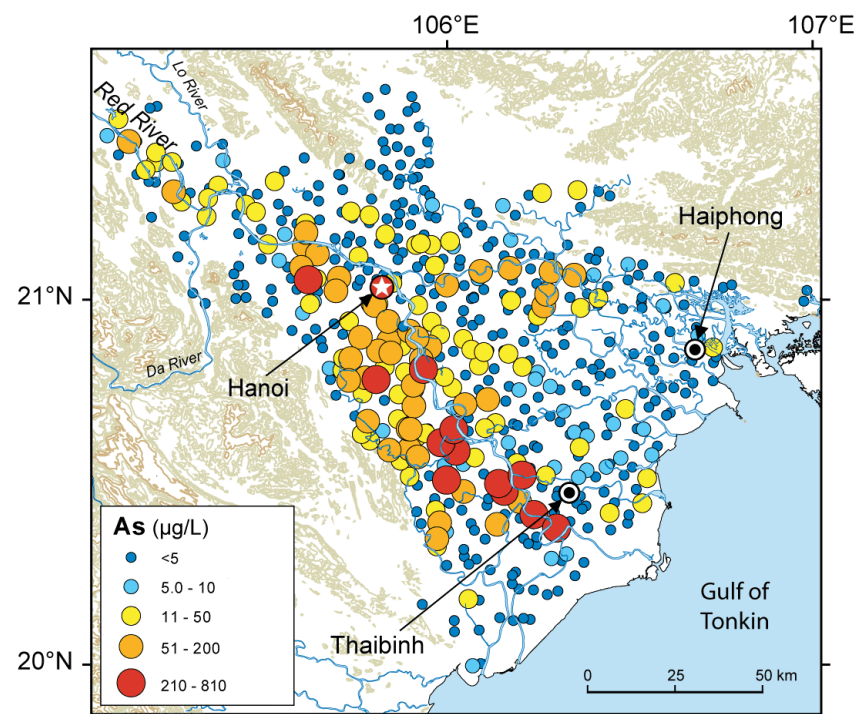 106°E
107°E
Lo River
Red River
Haiphong
21°N
Da River
Hanoi
As (µg/L)
<5
5.0 - 10
11 - 50
51 - 200
210 - 810
Gulf of
Tonkin
Thaibinh
20°N
0 25 50 km